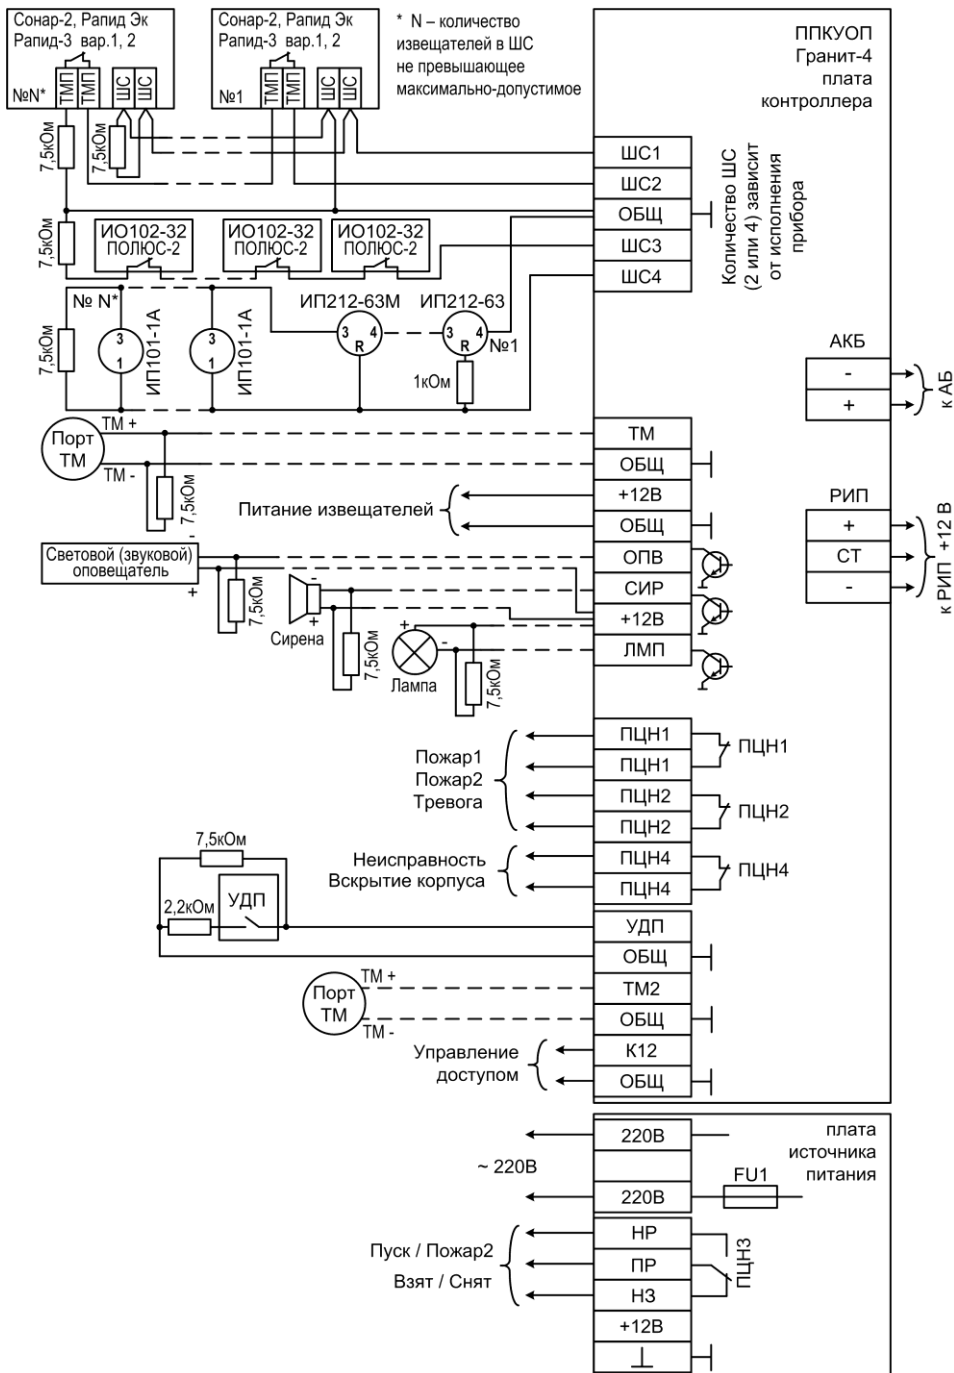 Сонар-2, Рапид Эк
Рапид-3 вар.1, 2
ТМП
ТМП
ШС
ШС
№N*
Сонар-2, Рапид Эк
Рапид-3 вар.1, 2
ТМП
ТМП
ШС
ШС
№1
* N – количество
извещателей в ШС
не превышающее
максимально-допустимое
ППКУОП
Гранит-4
плата
контроллера
7,5кОм
7,5кОм
ШС1
ШС2
ОБЩ
ШС3
ШС4
Количество ШС
(2 или 4) зависит
от исполнения
прибора
7,5кОм
ИО102-32
ПОЛЮС-2
ИО102-32
ПОЛЮС-2
ИО102-32
ПОЛЮС-2
№ N*
7,5кОм
3
1
ИП101-1А
3
1
ИП101-1А
ИП212-63М
3 4
R
ИП212-63
3 4
R
№1
1кОм
АКБ
-
+
к АБ
Порт
ТМ
ТМ +
ТМ -
7,5кОм
ТМ
ОБЩ
+12В
ОБЩ
ОПВ
СИР
+12В
ЛМП
Питание извещателей
РИП
+
СТ
-
к РИП +12 В
-
Световой (звуковой)
оповещатель
+
7,5кОм
-
+
Сирена
7,5кОм
+
-
Лампа
7,5кОм
Пожар1
Пожар2
Тревога
ПЦН1
ПЦН1
ПЦН2
ПЦН2
ПЦН4
ПЦН4
ПЦН1
ПЦН2
ПЦН4
Неисправность
Вскрытие корпуса
7,5кОм
2,2кОм
УДП
УДП
ОБЩ
ТМ2
ОБЩ
К12
ОБЩ
Порт
ТМ
ТМ +
ТМ -
Управление
доступом
~ 220В
220В
220В
FU1
плата
источника
питания
Пуск / Пожар2
Взят / Снят
НР
ПР
НЗ
+12В
ПЦН3